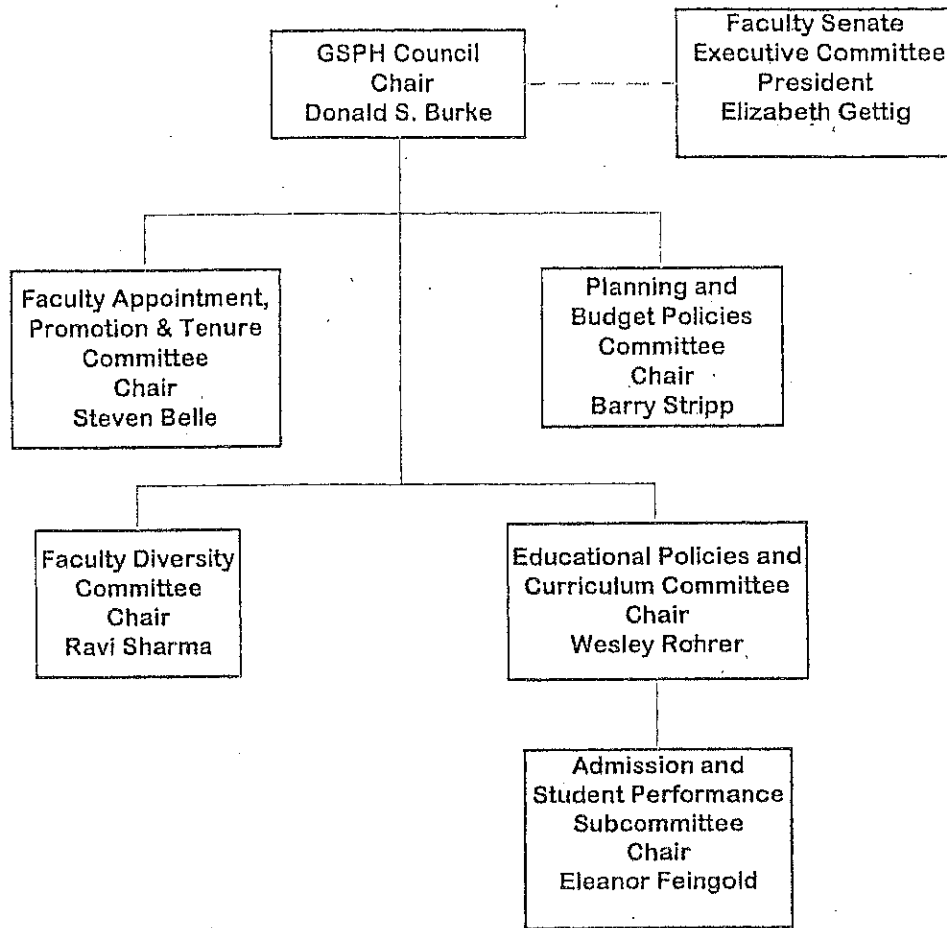 GSPH Council
Chair
Donald S. Burke
Faculty Senate
Executive Committee
President
Elizabeth Gettig
Faculty Appointment,
Promotion & Tenure
Committee
Chair
Steven Belle
Planning and
Budget Policies
Committee
Chair
Barry Stripp
Faculty Diversity
Committee
Chair
Ravi Sharma
Educational Policies and
Curriculum Committee
Chair
Wesley Rohrer
Admission and
Student Performance
Subcommittee
Chair
Eleanor Feingold